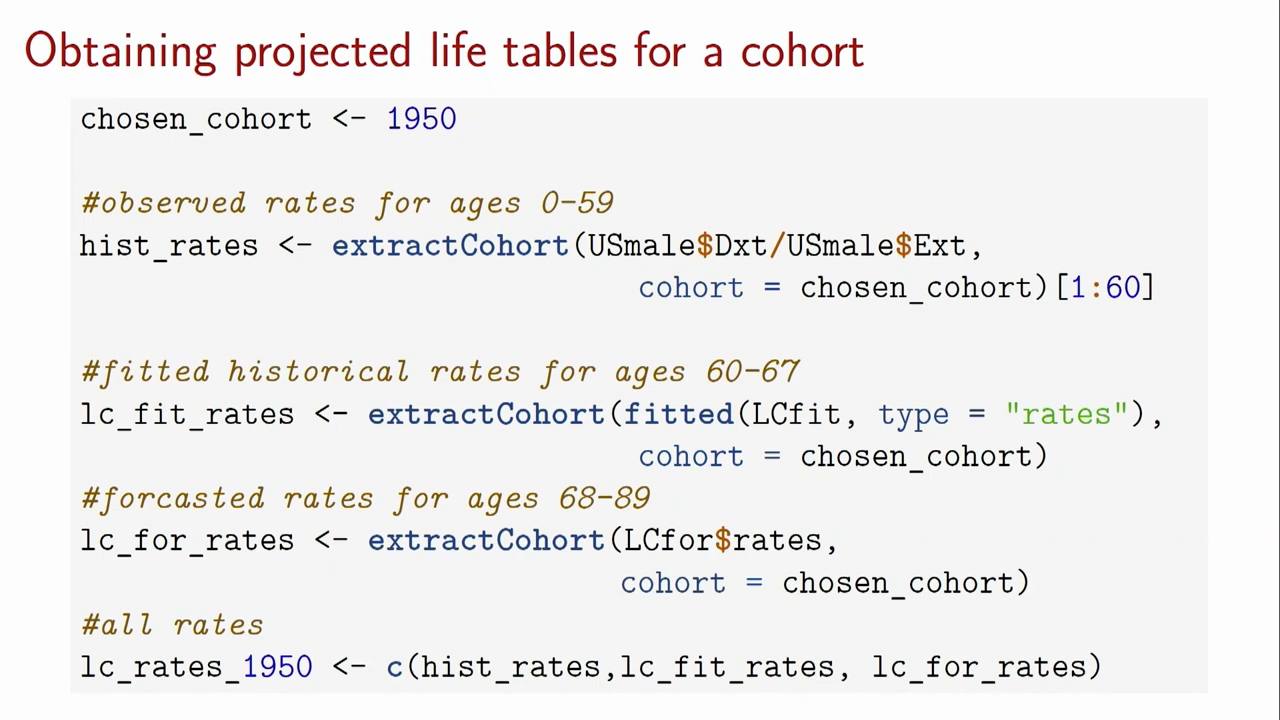 Obtaining projected life tables for a cohort
chosen_cohort <- 1950
#observed rates for ages 0-59
hist_rates <- extractCohort(USmale$Dxt/USmale$Ext,
cohort = chosen_cohort)[1:60]
#fitted historical rates for ages 60-67
lc_fit_rates <- extractCohort(fitted(LCfit, type = "rates"),
cohort = chosen_cohort)
#forcasted rates for ages 68-89
lc_for_rates <- extractCohort(LCfor$rates,
cohort = chosen_cohort)
#all rates
lc_rates_1950 <- c(hist_rates,lc_fit_rates, lc_for_rates)